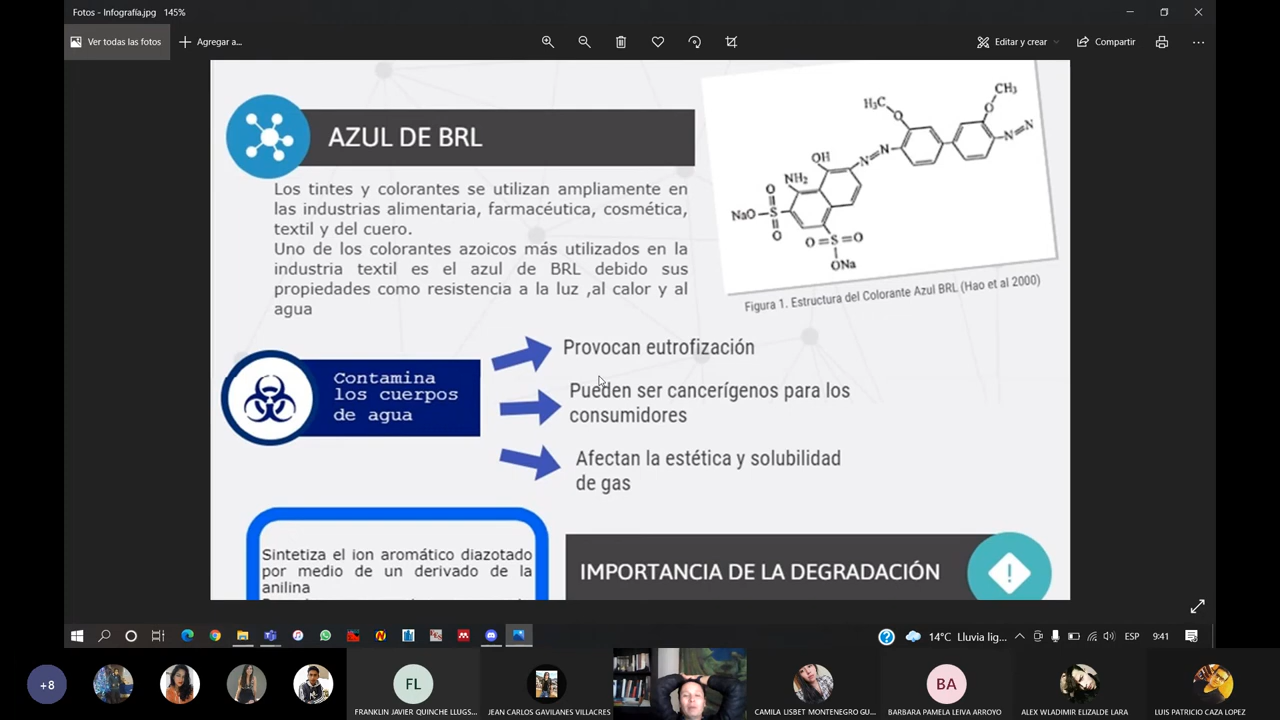 Fotos - Infografía.jpg 145%
Ver todas las fotos
Agregar a...
Editar y crear
Compartir
AZUL DE BRL
Los tintes y colorantes se utilizan ampliamente en
las industrias alimentaria, farmacéutica, cosmética,
textil y del cuero.
Uno de los colorantes azoicos más utilizados en la
industria textil es el azul de BRL debido sus
propiedades como resistencia a la luz ,al calor y al
agua
H₃C
O
CH₃
O
OH
N=N
N=N
NH₂
O
NaO-S
O
O=S=O
ONa
Figura 1. Estructura del Colorante Azul BRL (Hao et al 2000)
Contamina
los cuerpos
de agua
Provocan eutrofización
Pueden ser cancerígenos para los
consumidores
Afectan la estética y solubilidad
de gas
Sintetiza el ion aromático diazotado
por medio de un derivado de la
anilina
IMPORTANCIA DE LA DEGRADACIÓN
14°C Lluvia lig...
ESP
9:41
+8
FL
BA
FRANKLIN JAVIER QUINCHE LLUGS...
JEAN CARLOS GAVILANES VILLACRES
CAMILA LISBET MONTENEGRO GU...
BARBARA PAMELA LEIVA ARROYO
ALEX WLADIMIR ELIZALDE LARA
LUIS PATRICIO CAZA LOPEZ